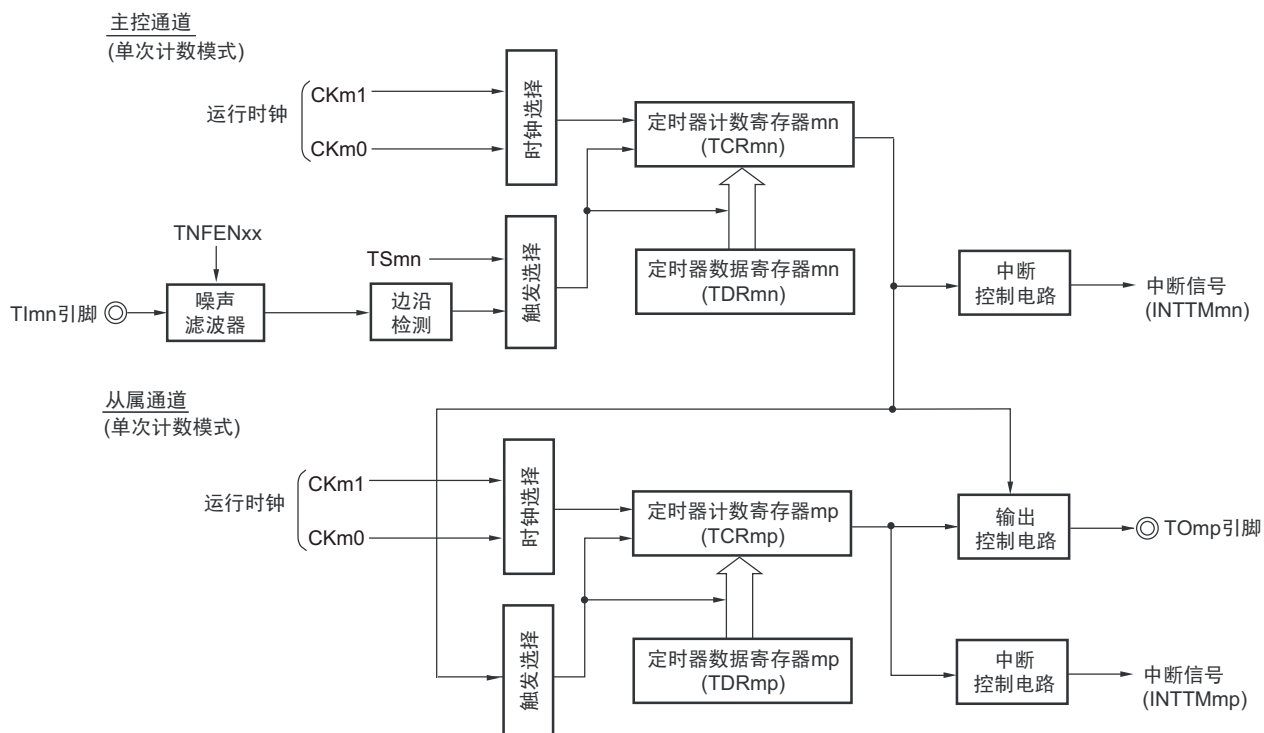 主控通道
(单次计数模式)
运行时钟
CKm1
CKm0
时钟选择
定时器计数寄存器mn
(TCRmn)
TNFENxx
TSmn
触发选择
定时器数据寄存器mn
(TDRmn)
中断
控制电路
中断信号
(INTTMmn)
TImn引脚
噪声
滤波器
边沿
检测
从属通道
(单次计数模式)
运行时钟
CKm1
CKm0
时钟选择
定时器计数寄存器mp
(TCRmp)
输出
控制电路
TOmp引脚
触发选择
定时器数据寄存器mp
(TDRmp)
中断
控制电路
中断信号
(INTTMmp)